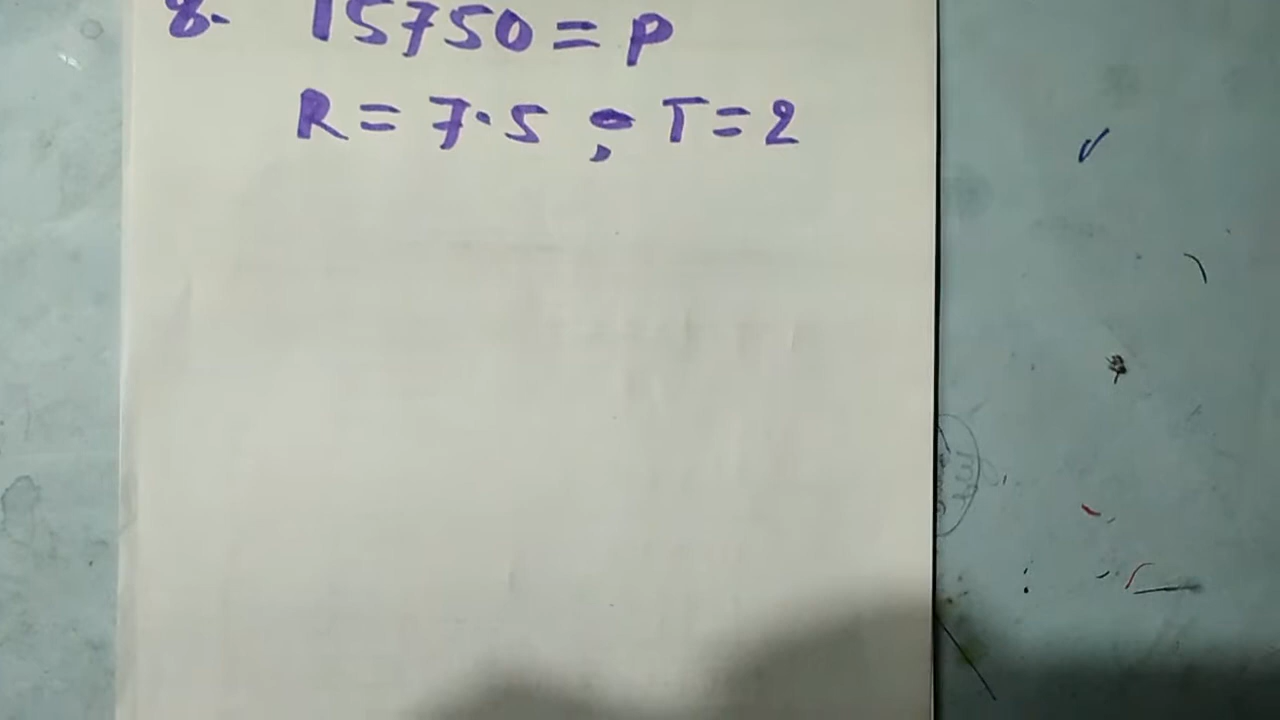 8. 15750 = P
R = 7.5 ; T = 2